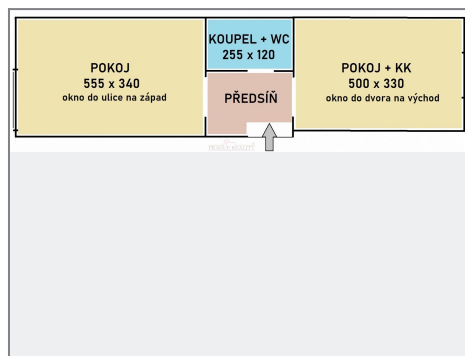 POKOJ
555 x 340
okno do ulice na západ
KOUPEL + WC
255 x 120
PŘEDSÍŇ
POKOJ + KK
500 x 330
okno do dvora na východ